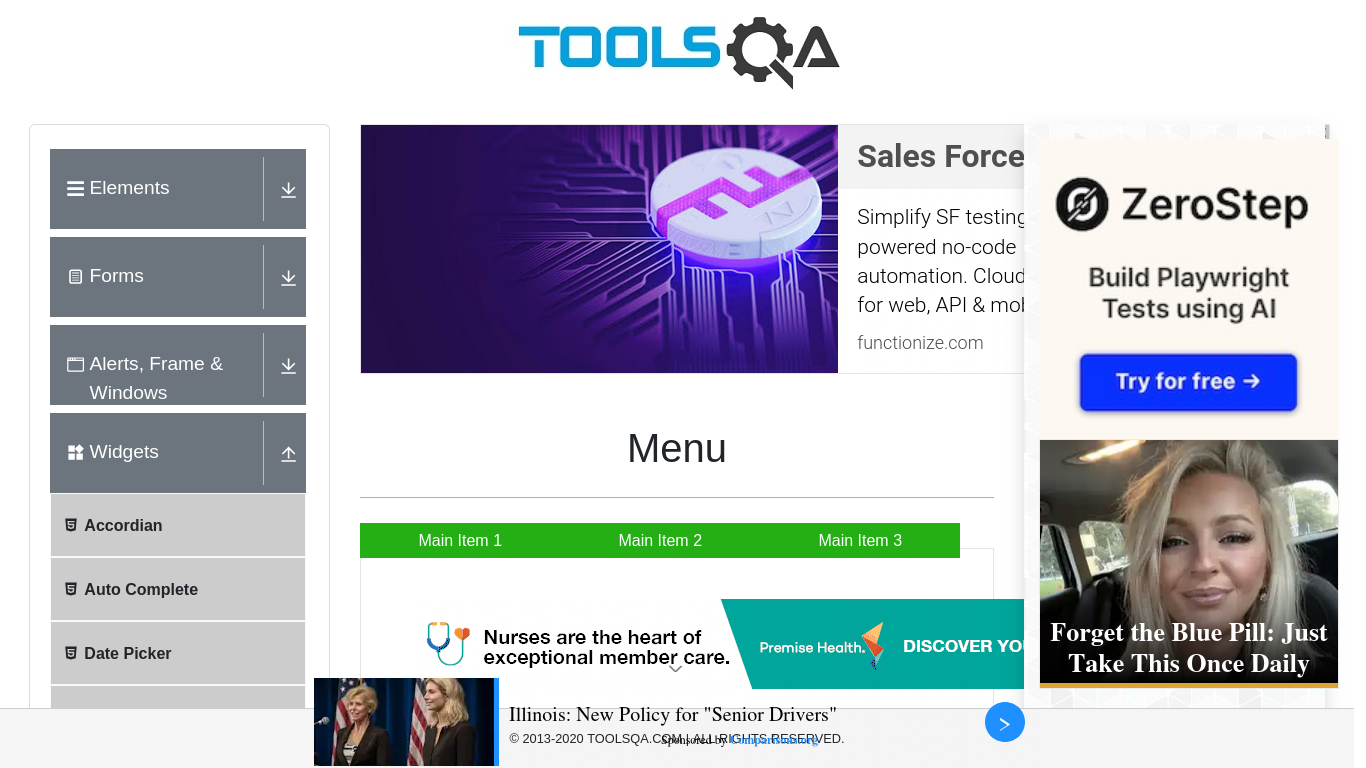 TOOLSQA
Elements
Forms
Alerts, Frame &
Windows
Widgets
Accordian
Auto Complete
Date Picker
Sales Force
Simplify SF testing
powered no-code
automation. Cloud
for web, API & mob
functionize.com
Menu
Main Item 1
Main Item 2
Main Item 3
Nurses are the heart of
exceptional member care.
Premise Health.
DISCOVER YOU
ZeroStep
Build Playwright
Tests using AI
Try for free →
Forget the Blue Pill: Just
Take This Once Daily
Illinois: New Policy for "Senior Drivers"
© 2013-2020 TOOLSQA.COM | ALL RIGHTS RESERVED.
Sponsored by Comparisons.org